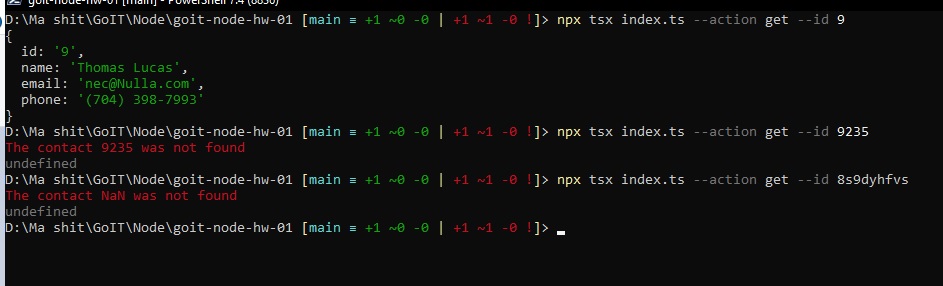 goit-node-hw-01 [main] - PowerShell 7.4 (8850)
D:\Ma shit\GoIT\Node\goit-node-hw-01 [main ≡ +1 ~0 -0 | +1 ~1 -0 !]> npx tsx index.ts --action get --id 9
{
  id: '9',
  name: 'Thomas Lucas',
  email: 'nec@Nulla.com',
  phone: '(704) 398-7993'
}
D:\Ma shit\GoIT\Node\goit-node-hw-01 [main ≡ +1 ~0 -0 | +1 ~1 -0 !]> npx tsx index.ts --action get --id 9235
The contact 9235 was not found
undefined
D:\Ma shit\GoIT\Node\goit-node-hw-01 [main ≡ +1 ~0 -0 | +1 ~1 -0 !]> npx tsx index.ts --action get --id 8s9dyhfvs
The contact NaN was not found
undefined
D:\Ma shit\GoIT\Node\goit-node-hw-01 [main ≡ +1 ~0 -0 | +1 ~1 -0 !]>